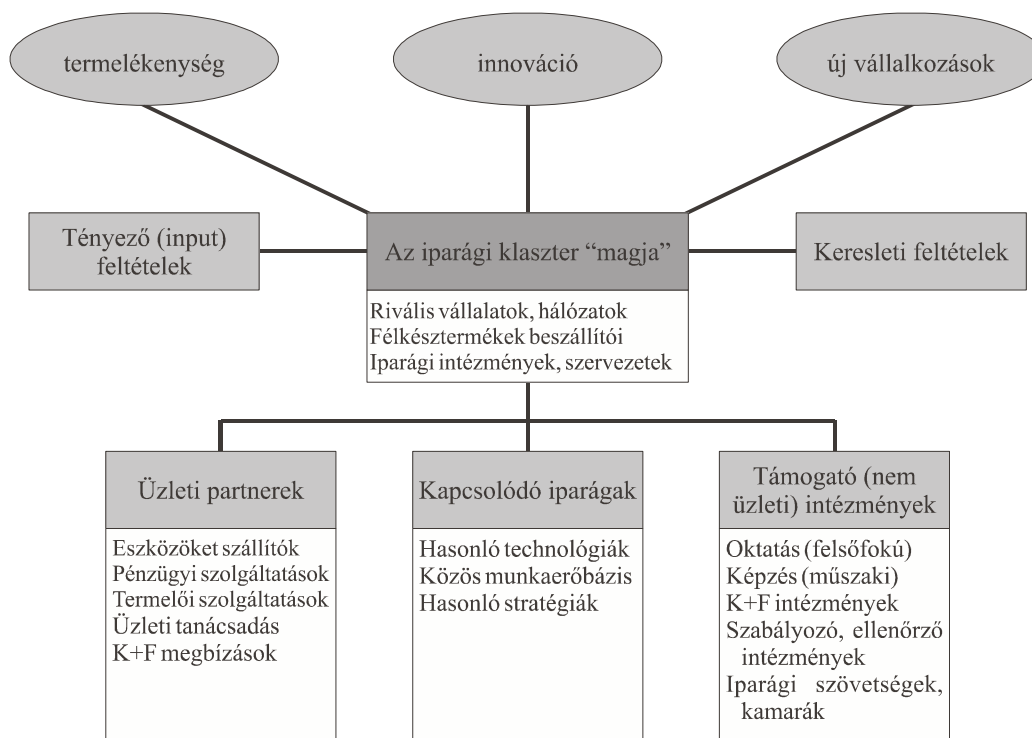 termelékenység
innováció
új vállalkozások
Tényező (input)
feltételek
Az iparági klaszter “magja”
Keresleti feltételek
Rivális vállalatok, hálózatok
Félkésztermékek beszállítói
Iparági intézmények, szervezetek
Üzleti partnerek
Eszközöket szállítók
Pénzügyi szolgáltatások
Termelői szolgáltatások
Üzleti tanácsadás
K+F megbízások
Kapcsolódó iparágak
Hasonló technológiák
Közös munkaerőbázis
Hasonló stratégiák
Támogató (nem
üzleti) intézmények
Oktatás (felsőfokú)
Képzés (műszaki)
K+F intézmények
Szabályozó, ellenőrző
intézmények
Iparági szövetségek,
kamarák